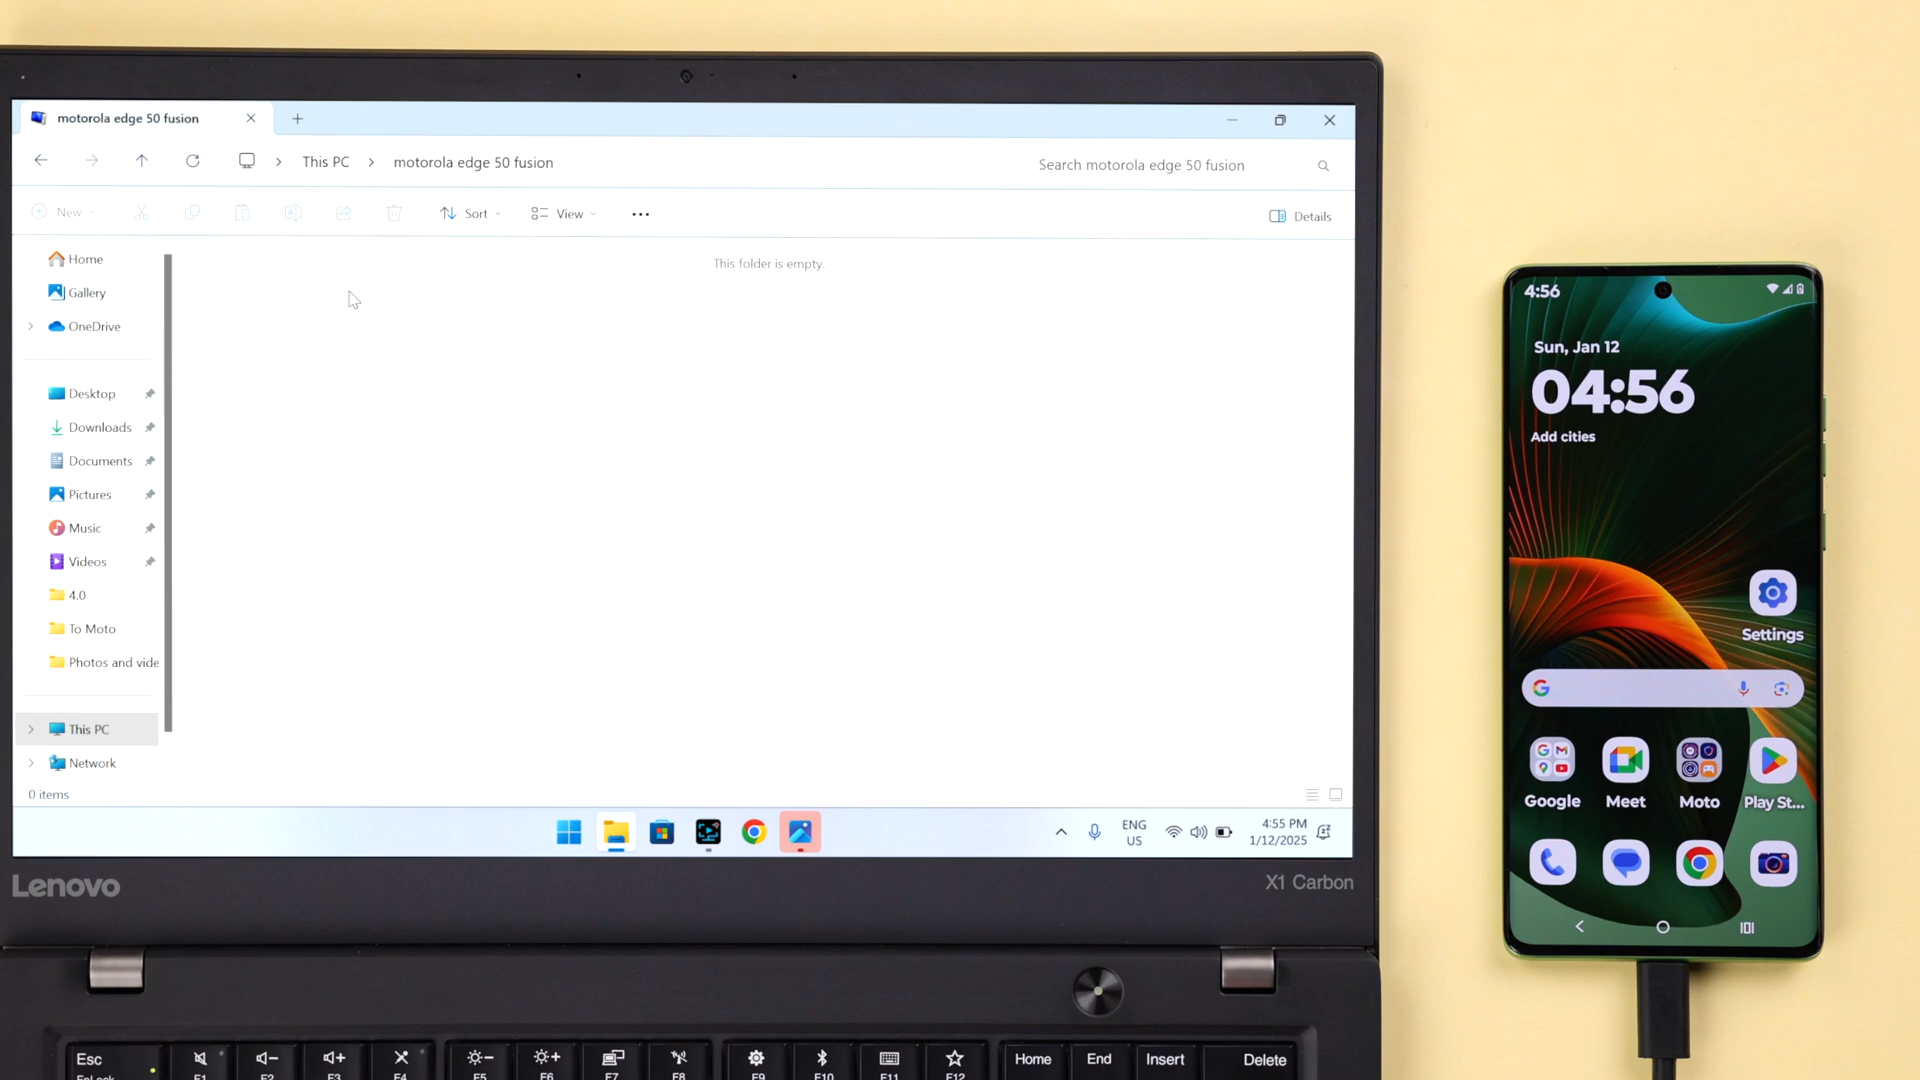 motorola edge 50 fusion
This PC
motorola edge 50 fusion
Search motorola edge 50 fusion
New
Sort
View
Details
Home
Gallery
OneDrive
Desktop
Downloads
Documents
Pictures
Music
Videos
4.0
To Moto
Photos and vide
This PC
Network
0 items
This folder is empty.
ENG
US
4:55 PM
1/12/2025
Lenovo
X1 Carbon
Esc
FnLock
F1
F2
F3
F4
F5
F6
F7
F8
F9
F10
F11
F12
Home
End
Insert
Delete
4:56
Sun, Jan 12
04:56
Add cities
Settings
Google
Meet
Moto
Play St...